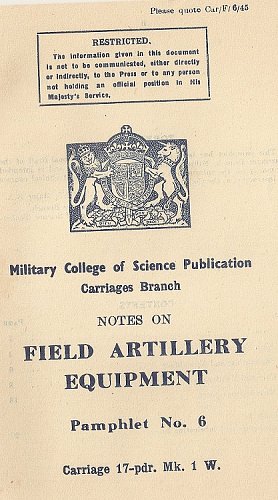 Please quote Car/F/6/45
RESTRICTED.
The information given in this document
is not to be communicated, either directly
or indirectly, to the Press or to any person
not holding an official position in His
Majesty's Service.
Military College of Science Publication
Carriages Branch
NOTES ON
FIELD ARTILLERY
EQUIPMENT
Pamphlet No. 6
Carriage 17-pdr. Mk. 1 W.